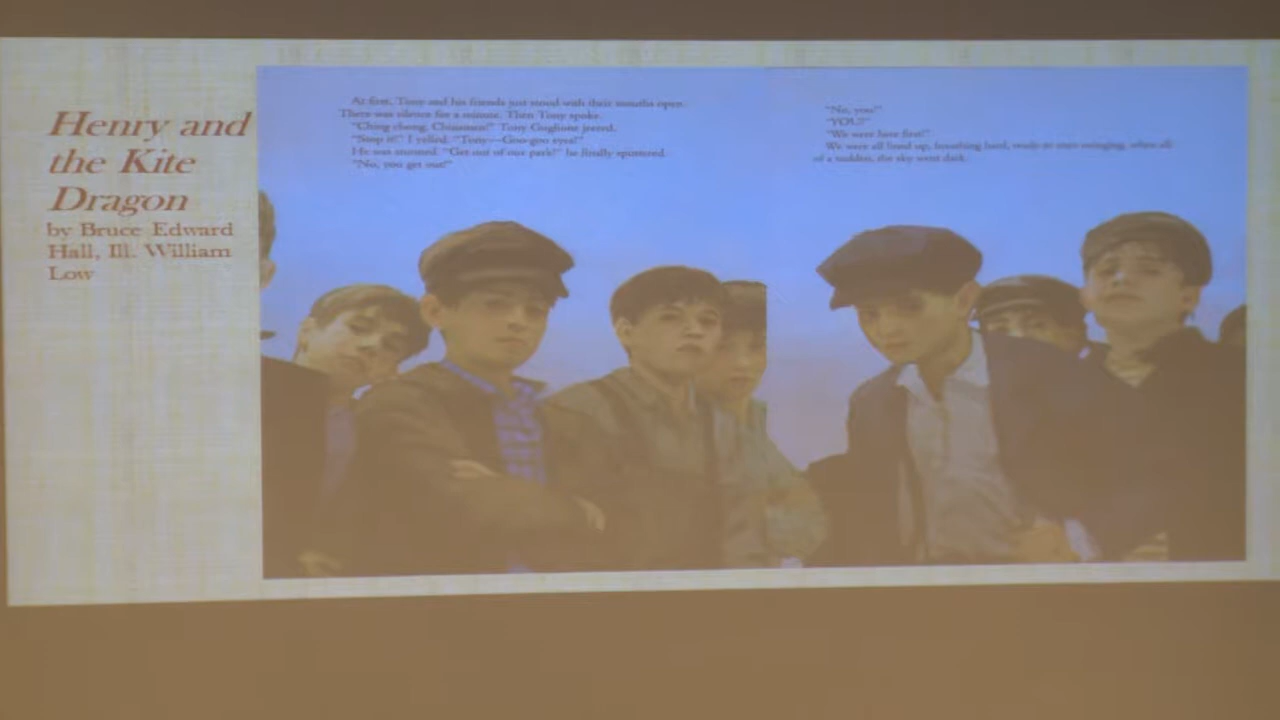 Henry and
the Kite
Dragon
by Bruce Edward
Hall, Ill. William
Low
At first, Tony and his friends just stood with their mouths open.
There was silence for a minute. Then Tony spoke.
"Ching chong, Chinaman!" Tony Guglione jeered.
"Stop it!" I yelled. "Tony—Goo-goo eyes!"
He was stunned. "Get out of our park!" he finally sputtered.
"No, you get out!"
"No, you!"
"YOU!"
"We were here first!"
We were all lined up, breathing hard, ready to start swinging, when all
of a sudden, the sky went dark.